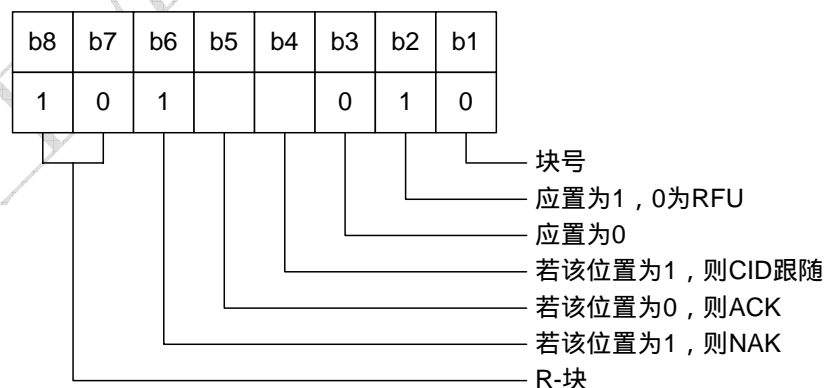 b8 b7 b6 b5 b4 b3 b2 b1
1 0 1 0 1 0
块号
应置为1，0为RFU
应置为0
若该位置为1，则CID跟随
若该位置为0，则ACK
若该位置为1，则NAK
R-块